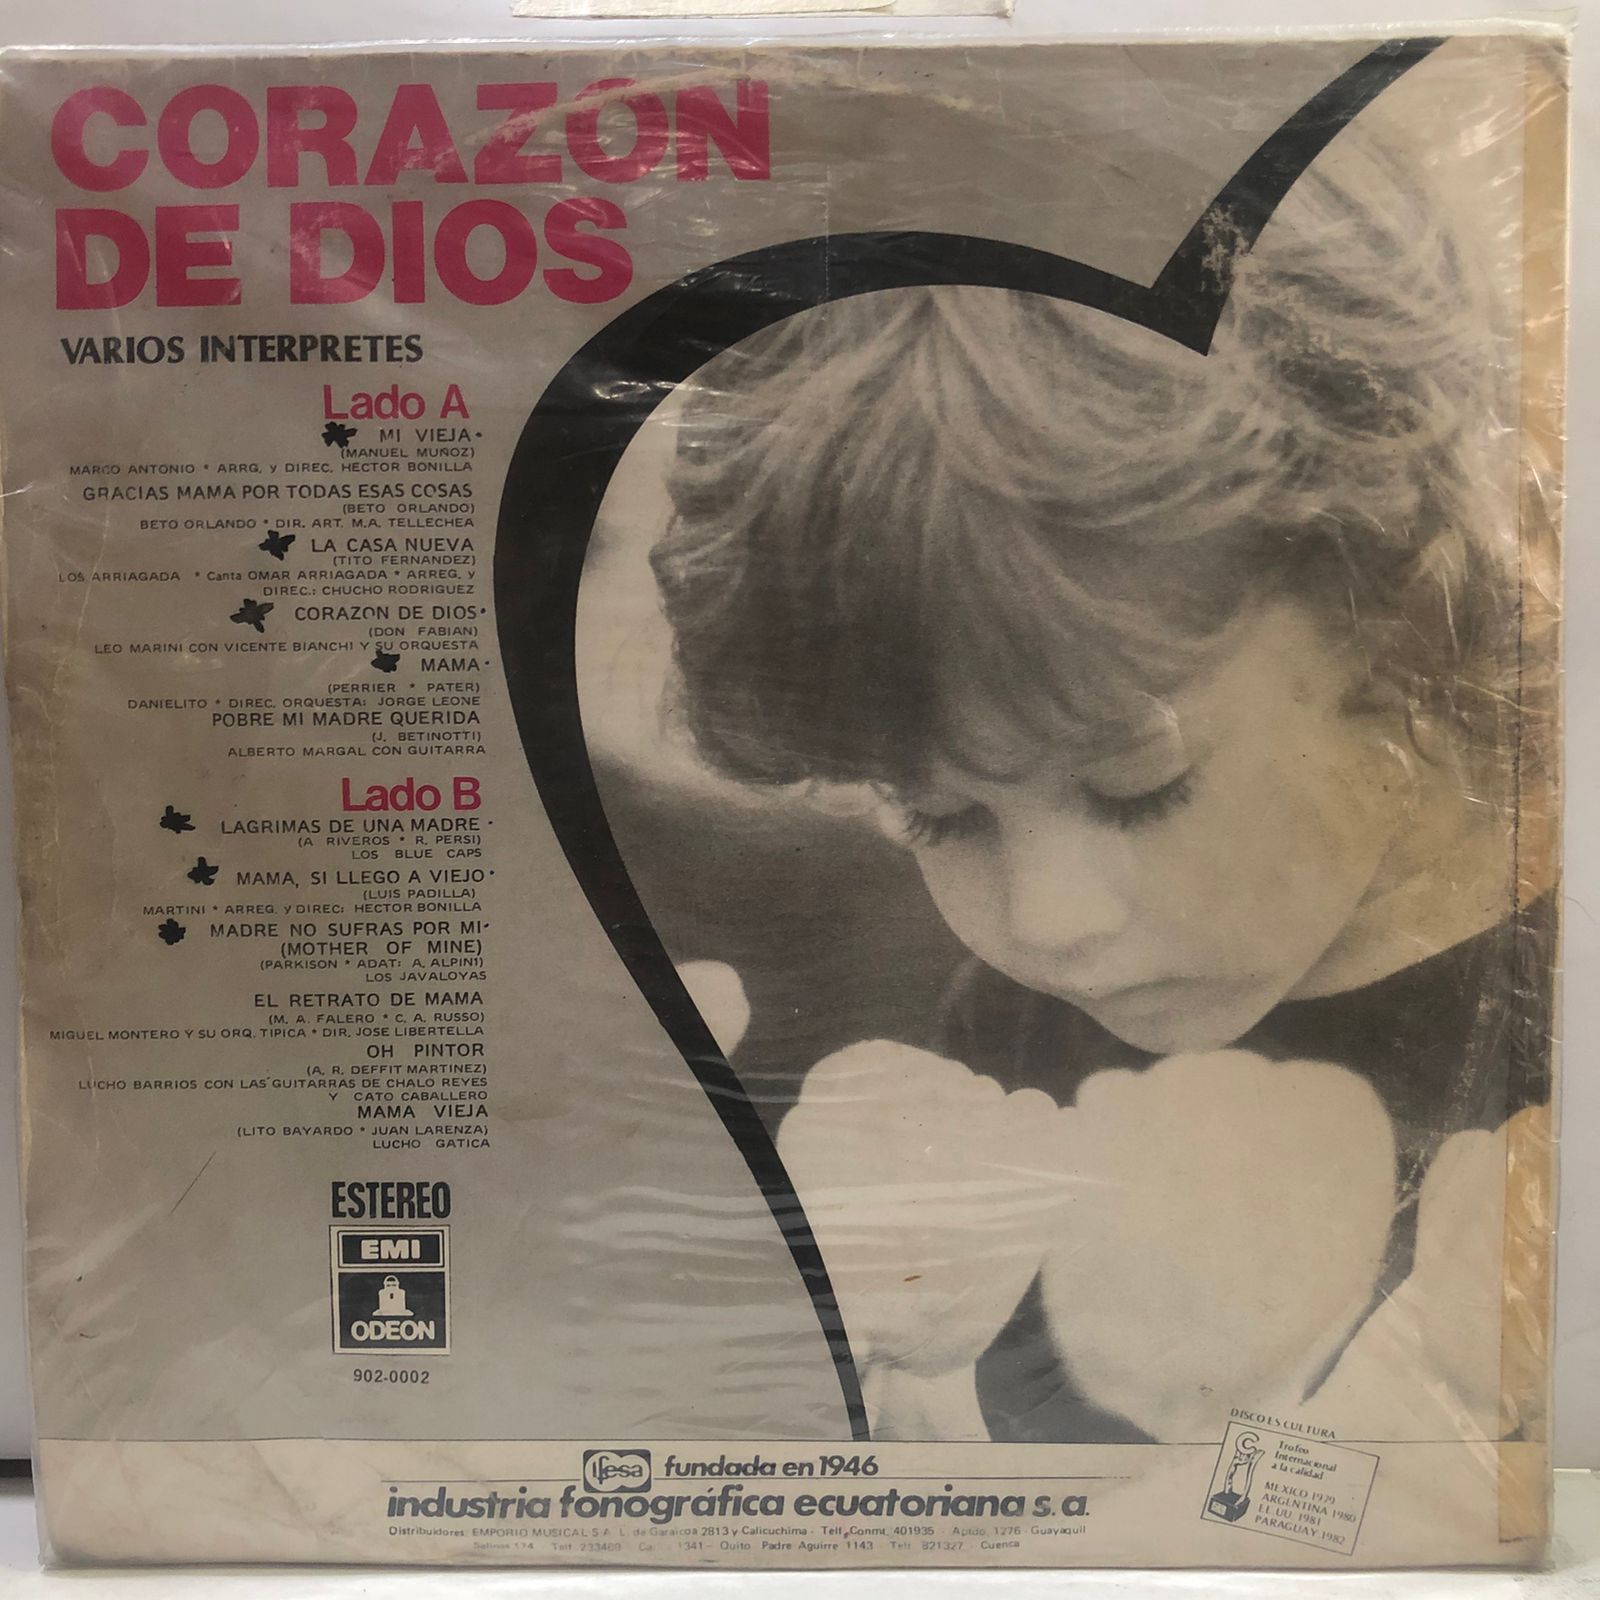 CORAZON
DE DIOS
VARIOS INTERPRETES
Lado A
MI VIEJA
(MANUEL MUÑOZ)
MARCO ANTONIO * ARRG. y DIREC. HECTOR BONILLA
GRACIAS MAMA POR TODAS ESAS COSAS
(BETO ORLANDO)
BETO ORLANDO * DIR. ART. M.A. TELLECHEA
LA CASA NUEVA
(TITO FERNANDEZ)
LOS ARRIAGADA * Canta OMAR ARRIAGADA * ARREG. y
DIREC.: CHUCHO RODRIGUEZ
CORAZON DE DIOS
(DON FABIAN)
LEO MARINI CON VICENTE BIANCHI Y SU ORQUESTA
MAMA
(PERRIER * PATER)
DANIELITO * DIREC. ORQUESTA: JORGE LEONE
POBRE MI MADRE QUERIDA
(J. BETINOTTI)
ALBERTO MARGAL CON GUITARRA
Lado B
LAGRIMAS DE UNA MADRE
(A RIVEROS * R. PERSI)
LOS BLUE CAPS
MAMA, SI LLEGO A VIEJO
(LUIS PADILLA)
MARTINI * ARREG. y DIREC: HECTOR BONILLA
MADRE NO SUFRAS POR MI
(MOTHER OF MINE)
(PARKISON * ADAT: A. ALPINI)
LOS JAVALOYAS
EL RETRATO DE MAMA
(M. A. FALERO * C. A. RUSSO)
MIGUEL MONTERO Y SU ORQ. TIPICA * DIR. JOSE LIBERTELLA
OH PINTOR
(A. R. DEFFIT MARTINEZ)
LUCHO BARRIOS CON LAS GUITARRAS DE CHALO REYES
Y CATO CABALLERO
MAMA VIEJA
(LITO BAYARDO * JUAN LARENZA)
LUCHO GATICA
ESTEREO
EMI
ODEON
902-0002
DISCO ES CULTURA
Trofeo
Internacional
a la calidad
MEXICO 1979
ARGENTINA 1980
EE UU 1981
PARAGUAY 1982
ifesa fundada en 1946
industria fonográfica ecuatoriana s.a.
Distribuidores: EMPORIO MUSICAL S.A. L. de Garaicoa 2813 y Calicuchima - Telf. Conmt. 401935 - Aptdo. 1276 - Guayaquil
Salinas 174 Telf. 233469 1341 - Quito Padre Aguirre 1143 - Telf. 821327 - Cuenca